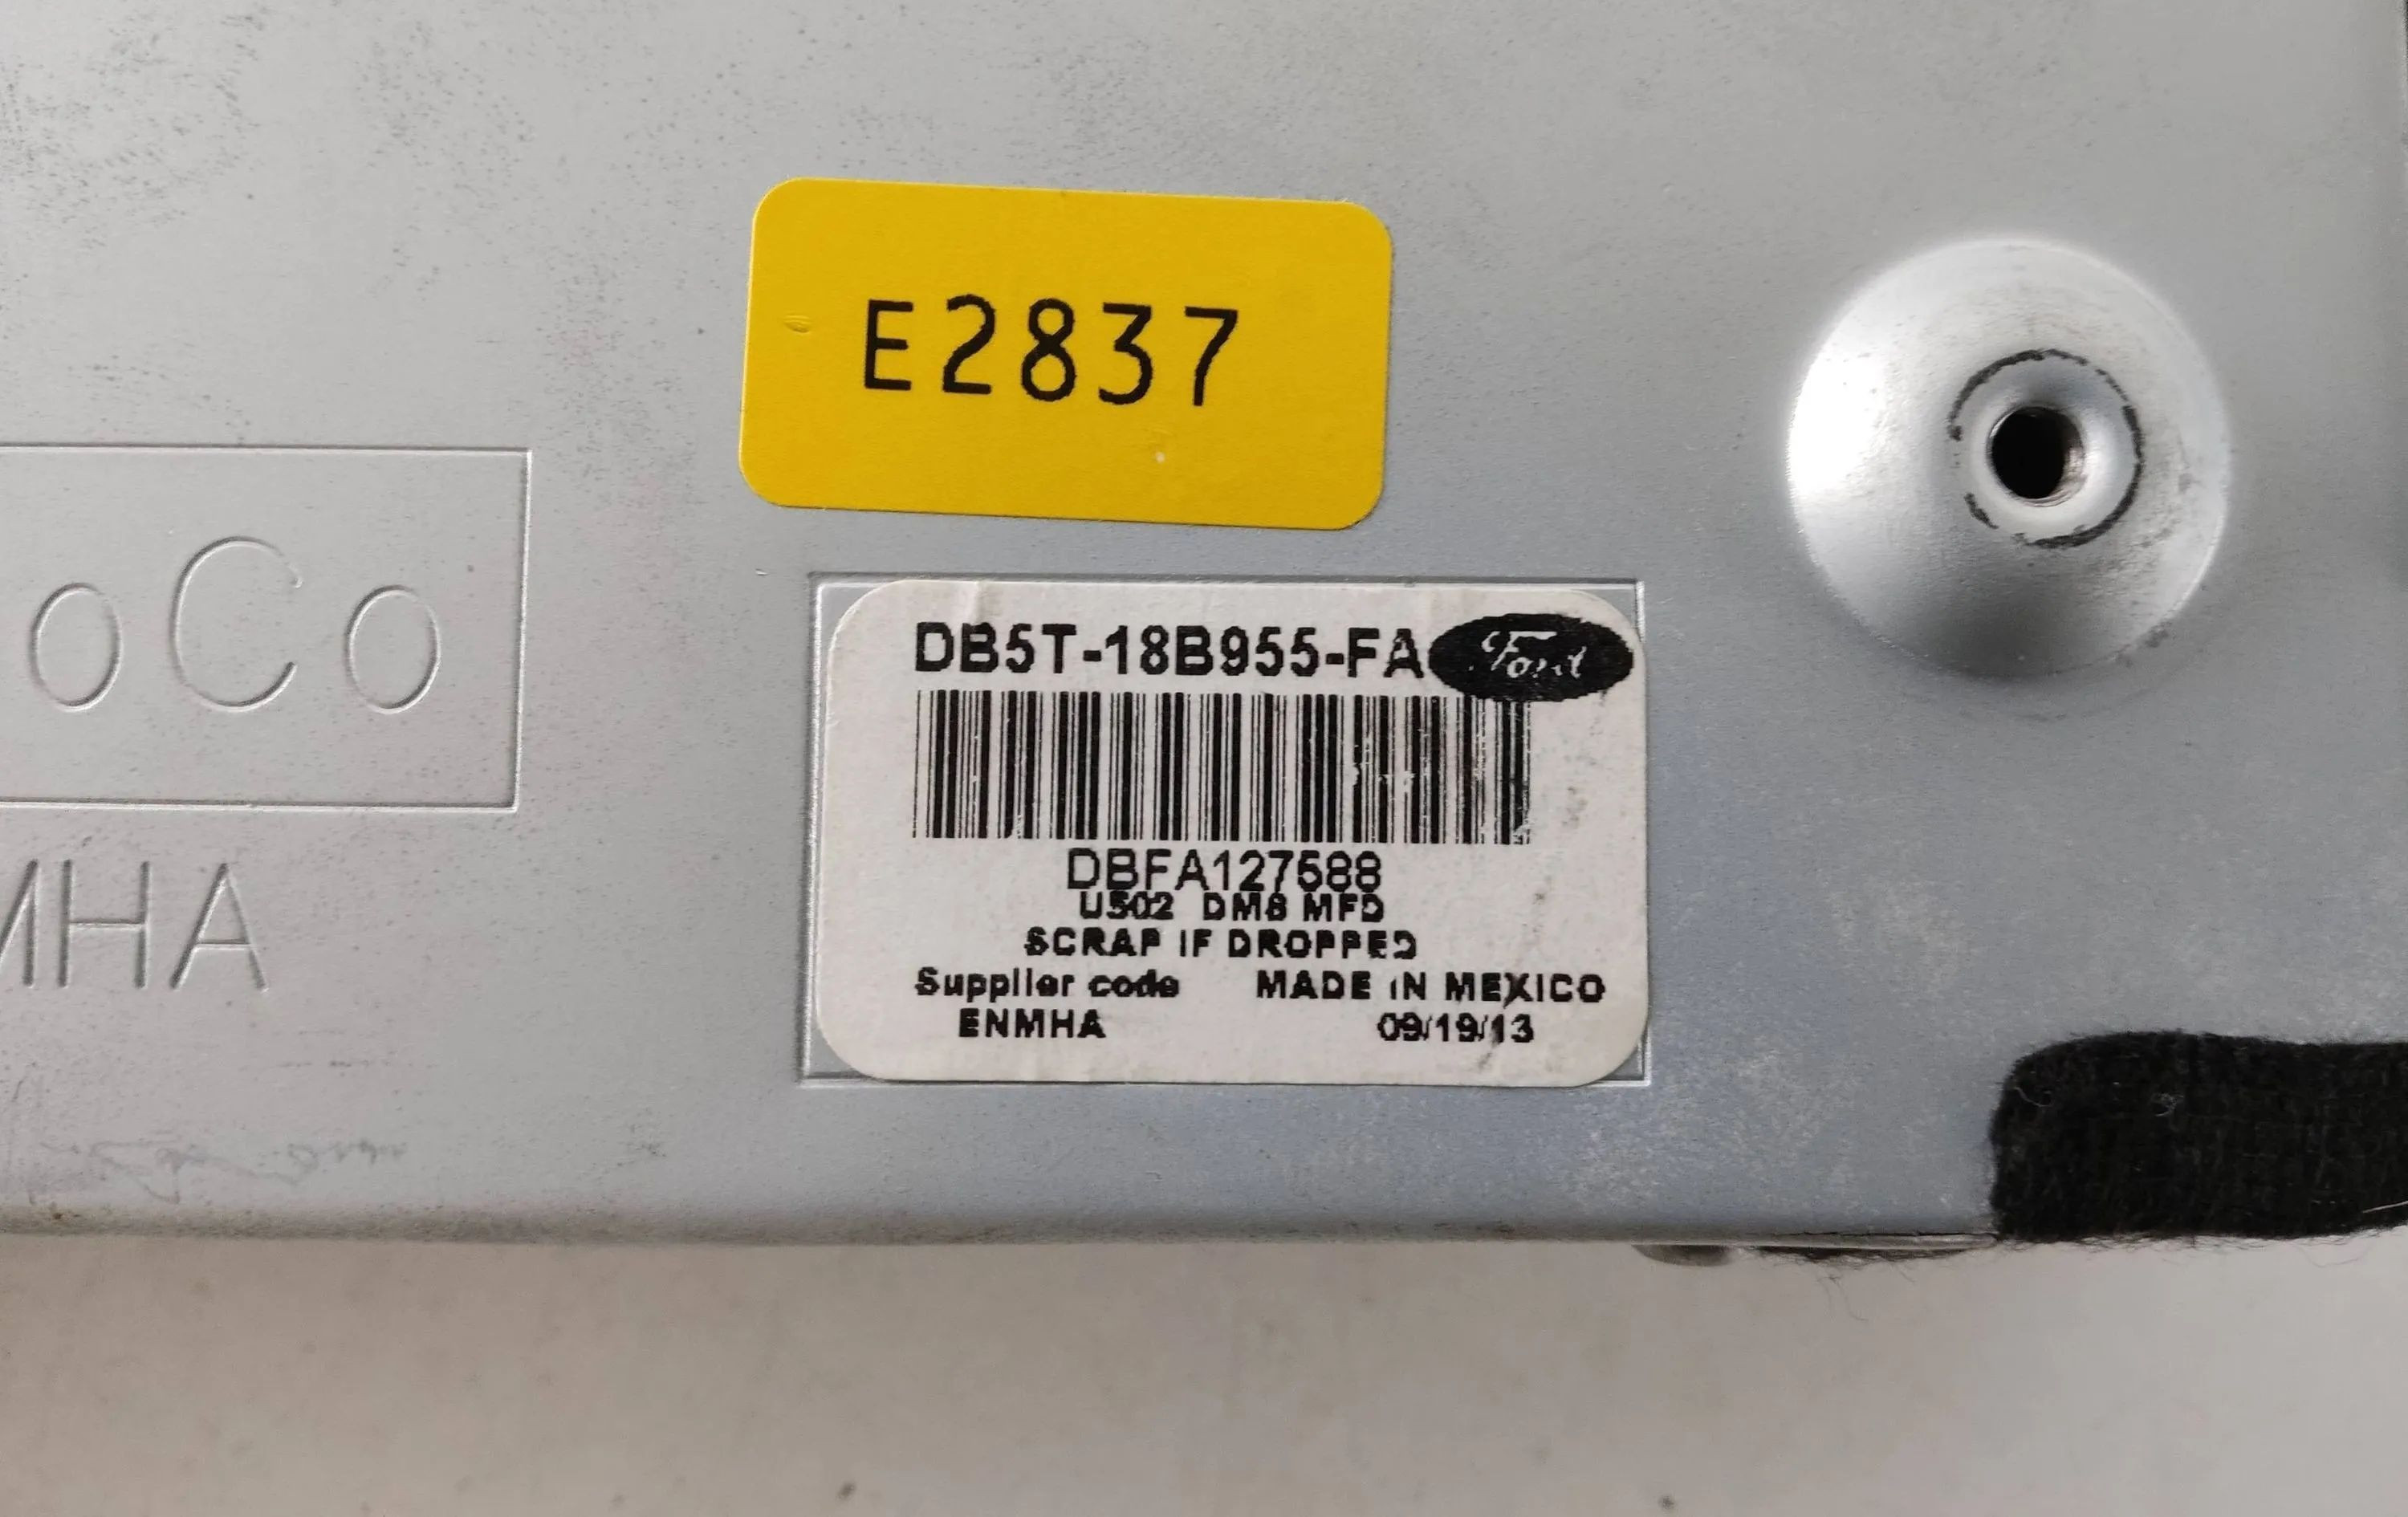 E2837
oCo
MHA
DB5T-18B955-FA Ford
DBFA127588
U502 DM8 MFD
SCRAP IF DROPPED
Supplier code MADE IN MEXICO
ENMHA 09/19/13